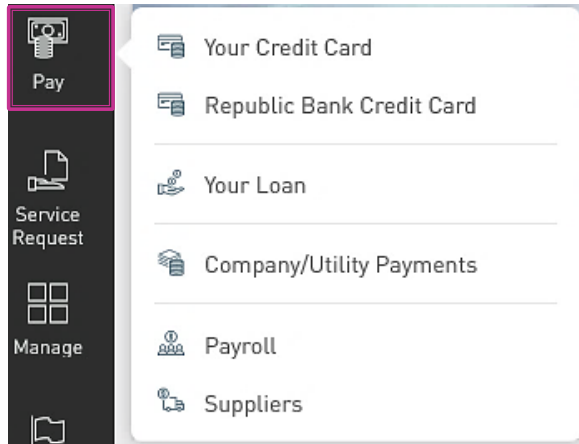 Pay
Service
Request
Manage
Your Credit Card
Republic Bank Credit Card
Your Loan
Company/Utility Payments
Payroll
Suppliers